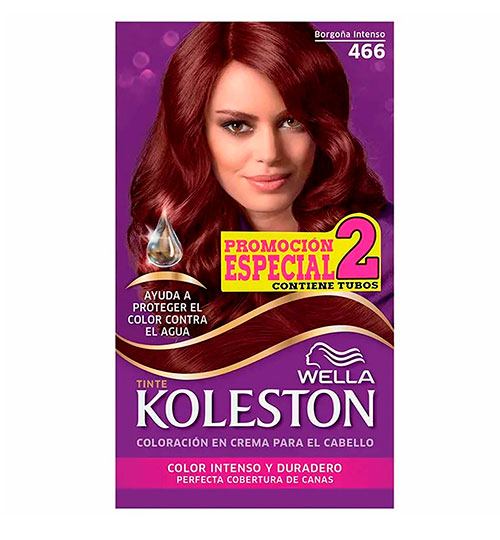 Borgoña Intenso
466
PROMOCIÓN
ESPECIAL 2
CONTIENE TUBOS
AYUDA A
PROTEGER EL
COLOR CONTRA
EL AGUA
WELLA
TINTE
KOLESTON
COLORACIÓN EN CREMA PARA EL CABELLO
COLOR INTENSO Y DURADERO
PERFECTA COBERTURA DE CANAS